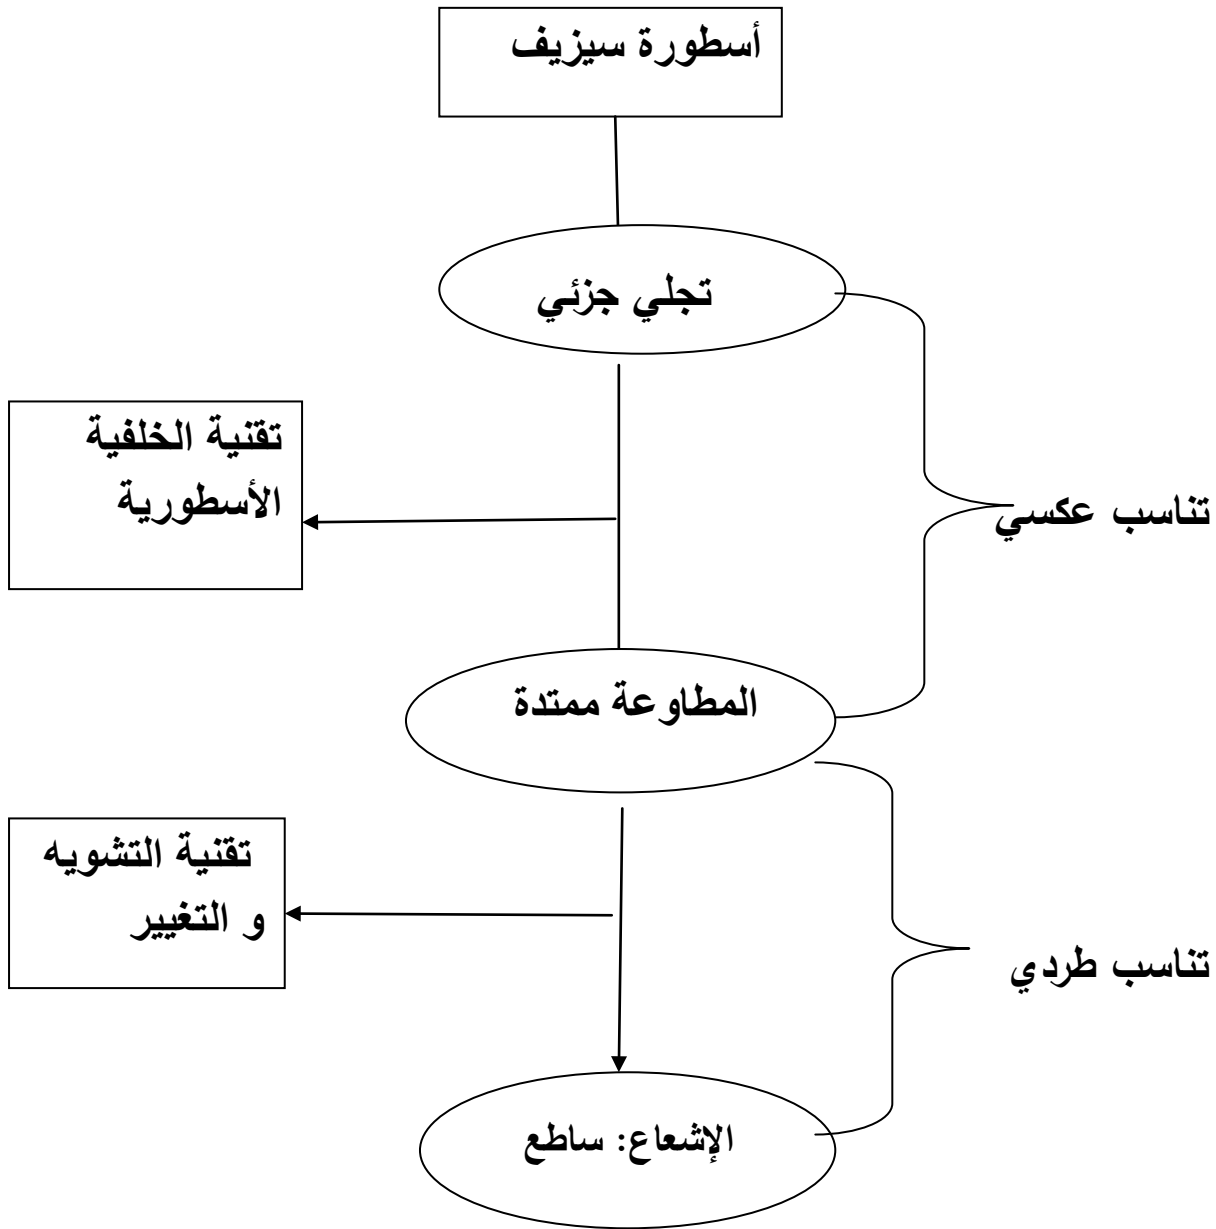 أسطورة سيزيف
تجلي جزئي
تقنية الخلفية
الأسطورية
تناسب عكسي
المطاوعة ممتدة
تقنية التشويه
و التغيير
تناسب طردي
الإشعاع: ساطع